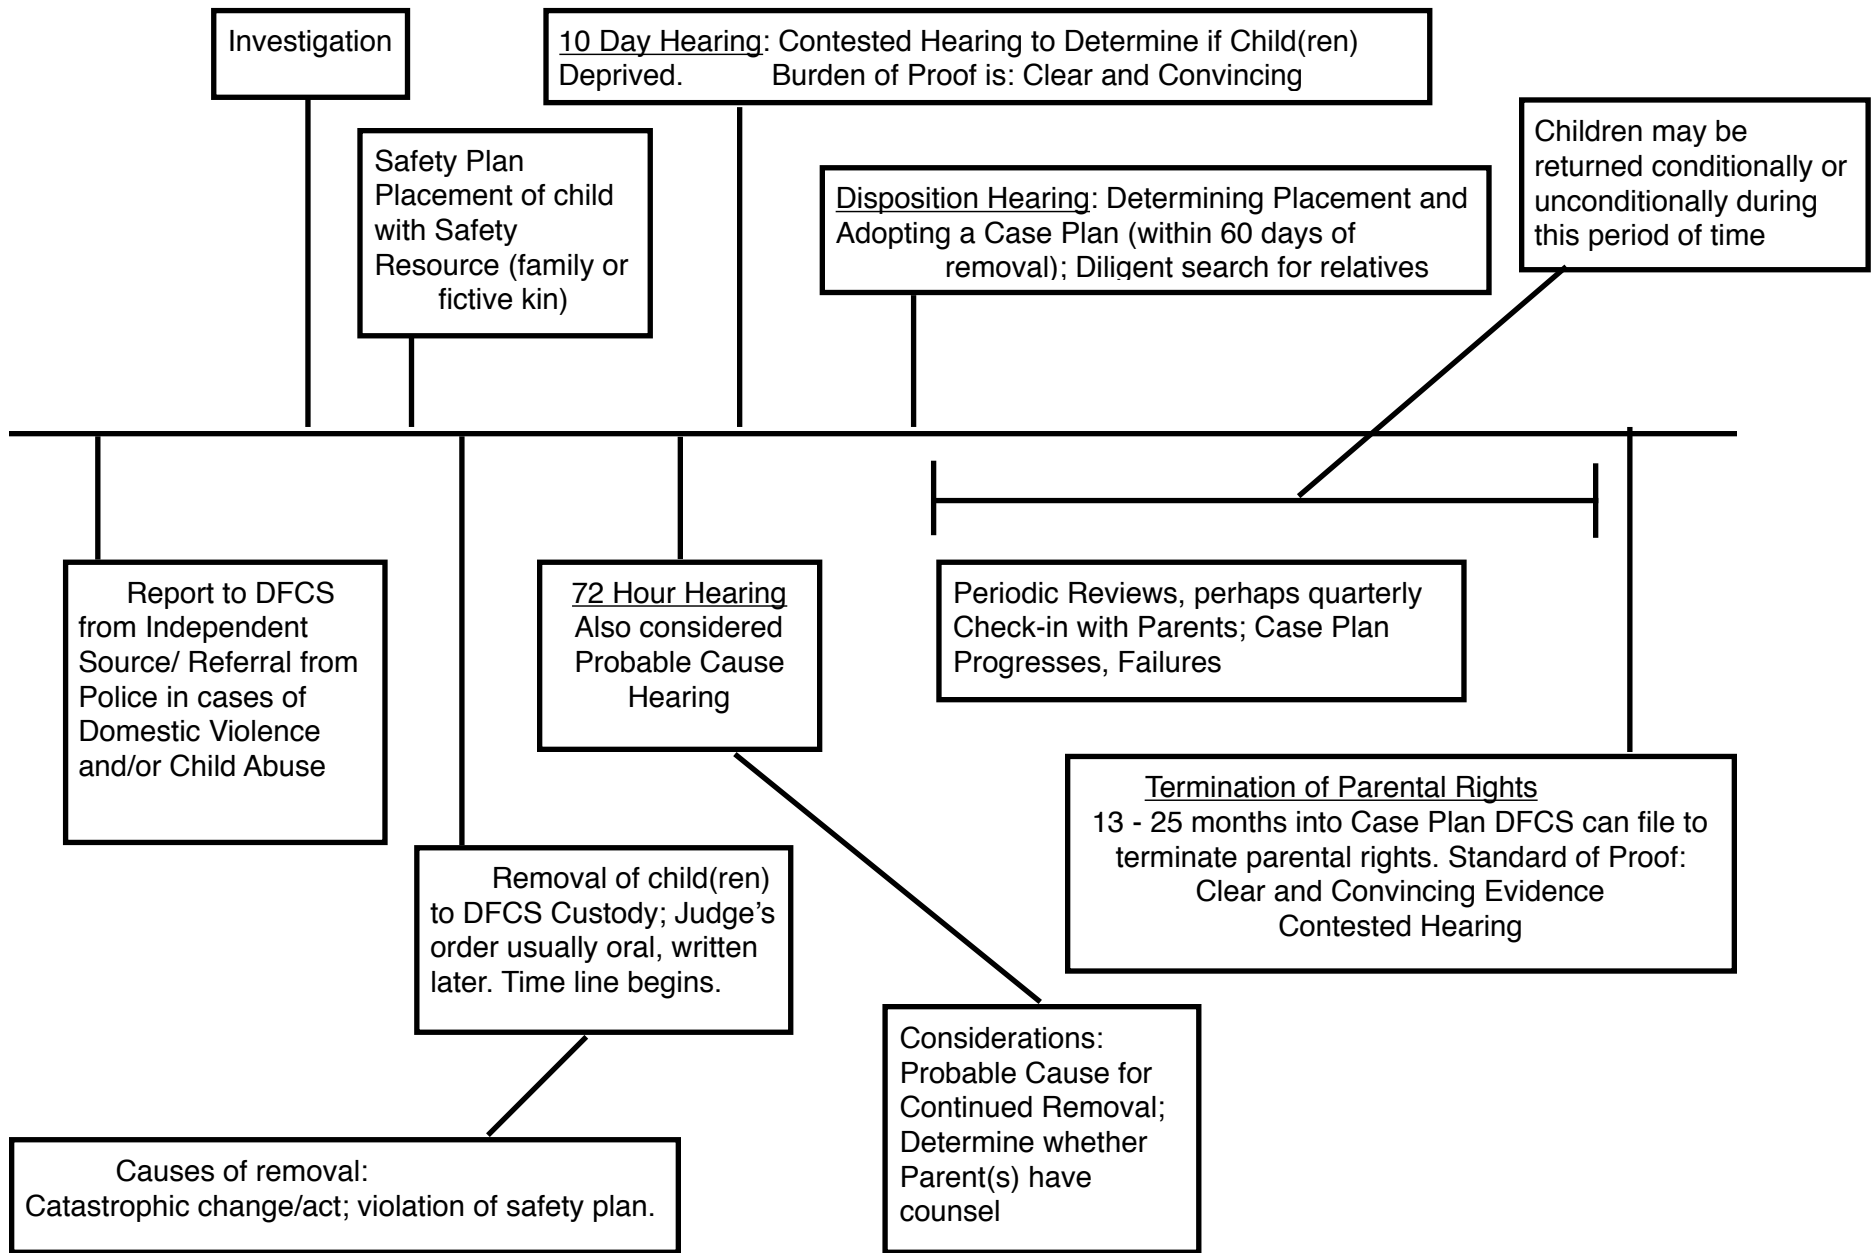 Investigation
10 Day Hearing: Contested Hearing to Determine if Child(ren)
Deprived. Burden of Proof is: Clear and Convincing
Safety Plan
Placement of child
with Safety
Resource (family or
fictive kin)
Disposition Hearing: Determining Placement and
Adopting a Case Plan (within 60 days of
removal); Diligent search for relatives
Children may be
returned conditionally or
unconditionally during
this period of time
Report to DFCS
from Independent
Source/ Referral from
Police in cases of
Domestic Violence
and/or Child Abuse
72 Hour Hearing
Also considered
Probable Cause
Hearing
Periodic Reviews, perhaps quarterly
Check-in with Parents; Case Plan
Progresses, Failures
Termination of Parental Rights
13 - 25 months into Case Plan DFCS can file to
terminate parental rights. Standard of Proof:
Clear and Convincing Evidence
Contested Hearing
Removal of child(ren)
to DFCS Custody; Judge's
order usually oral, written
later. Time line begins.
Considerations:
Probable Cause for
Continued Removal;
Determine whether
Parent(s) have
counsel
Causes of removal:
Catastrophic change/act; violation of safety plan.